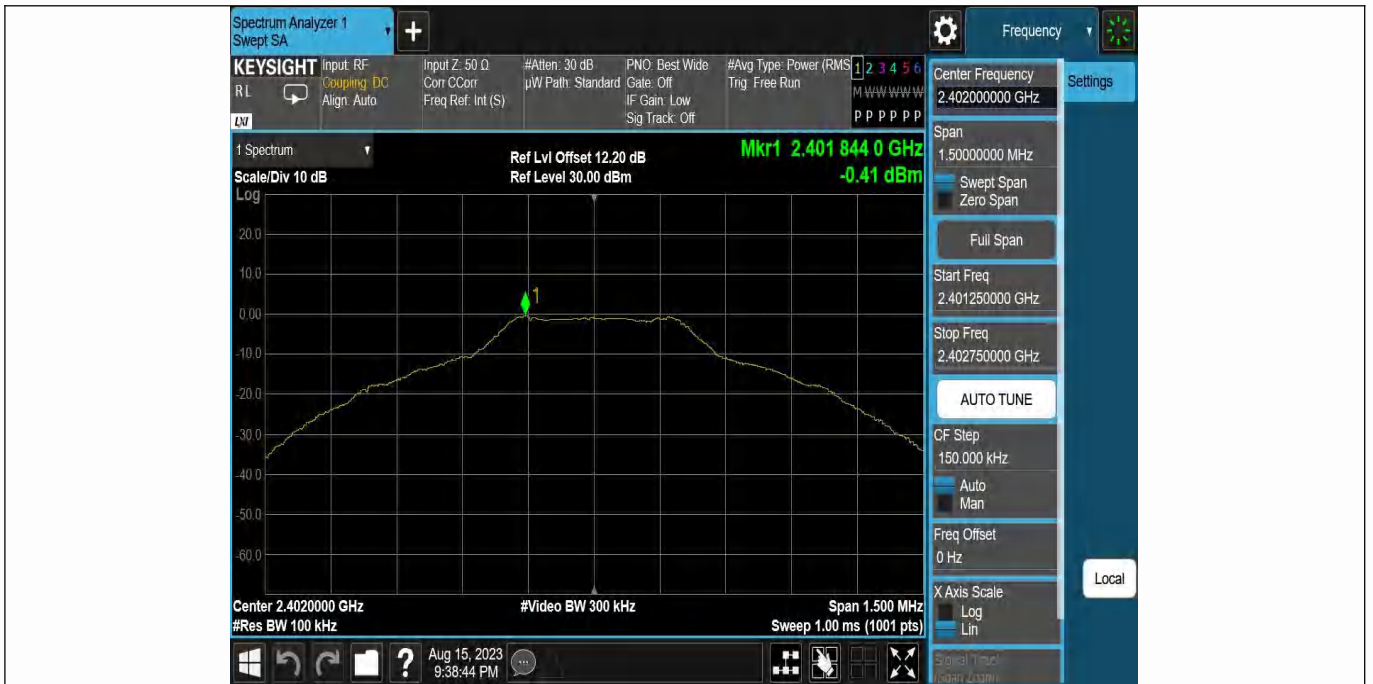 Spectrum Analyzer 1
Swept SA
+
Frequency
KEYSIGHT
RL
LXI
Input: RF
Coupling: DC
Align: Auto
Input Z: 50 Ω
Corr CCorr
Freq Ref: Int (S)
#Atten: 30 dB
µW Path: Standard
PNO: Best Wide
Gate: Off
IF Gain: Low
Sig Track: Off
#Avg Type: Power (RMS
Trig: Free Run
1 2 3 4 5 6
M W W W W W
P P P P P P
1 Spectrum
Scale/Div 10 dB
Ref Lvl Offset 12.20 dB
Ref Level 30.00 dBm
Mkr1 2.401 844 0 GHz
-0.41 dBm
Log
20.0
10.0
0.00
-10.0
-20.0
-30.0
-40.0
-50.0
-60.0
1
Center 2.4020000 GHz
#Res BW 100 kHz
#Video BW 300 kHz
Span 1.500 MHz
Sweep 1.00 ms (1001 pts)
Center Frequency
2.402000000 GHz
Settings
Span
1.50000000 MHz
Swept Span
Zero Span
Full Span
Start Freq
2.401250000 GHz
Stop Freq
2.402750000 GHz
AUTO TUNE
CF Step
150.000 kHz
Auto
Man
Freq Offset
0 Hz
X Axis Scale
Log
Lin
Local
Signal Track
(Span Zoom)
?
Aug 15, 2023
9:38:44 PM